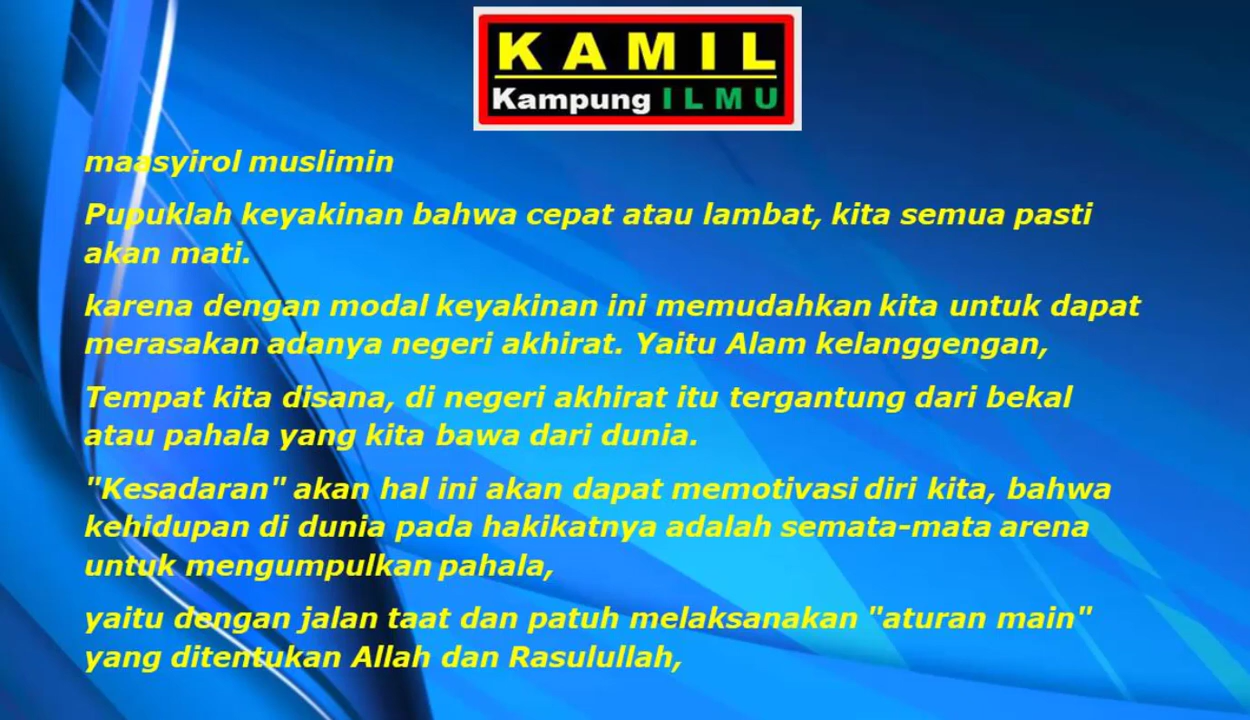 KAMIL
Kampung ILMU
maasyirol muslimin
Pupuklah keyakinan bahwa cepat atau lambat, kita semua pasti
akan mati.
karena dengan modal keyakinan ini memudahkan kita untuk dapat
merasakan adanya negeri akhirat. Yaitu Alam kelanggengan,
Tempat kita disana, di negeri akhirat itu tergantung dari bekal
atau pahala yang kita bawa dari dunia.
"Kesadaran" akan hal ini akan dapat memotivasi diri kita, bahwa
kehidupan di dunia pada hakikatnya adalah semata-mata arena
untuk mengumpulkan pahala,
yaitu dengan jalan taat dan patuh melaksanakan "aturan main"
yang ditentukan Allah dan Rasulullah,